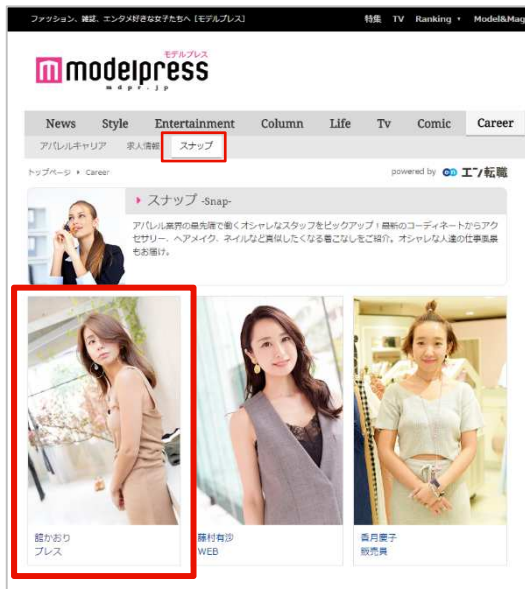 ファッション、雑誌、エンタメ好きな女子たちへ [モデルプレス]
特集 TV Ranking Model&Mag
モデルプレス
modelpress
mdpr.jp
News Style Entertainment Column Life Tv Comic Career
アパレルキャリア 求人情報 スナップ
トップページ Career
powered by en エン転職
スナップ -Snap-
アパレル業界の最先端で働くオシャレなスタッフをピックアップ!最新のコーディネートからアク
セサリー、ヘアメイク、ネイルなど真似したくなる着こなしをご紹介。オシャレな人達の仕事風景
もお届け。
舘かおり
プレス
藤村有沙
WEB
香月慶子
販売員